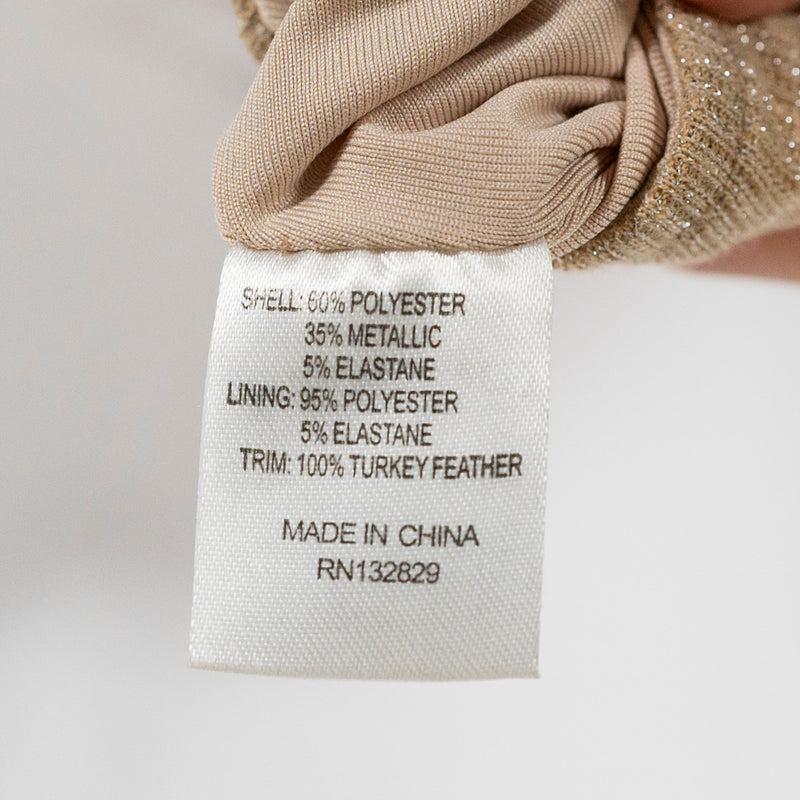 SHELL: 60% POLYESTER
35% METALLIC
5% ELASTANE
LINING: 95% POLYESTER
5% ELASTANE
TRIM: 100% TURKEY FEATHER
MADE IN CHINA
RN132829